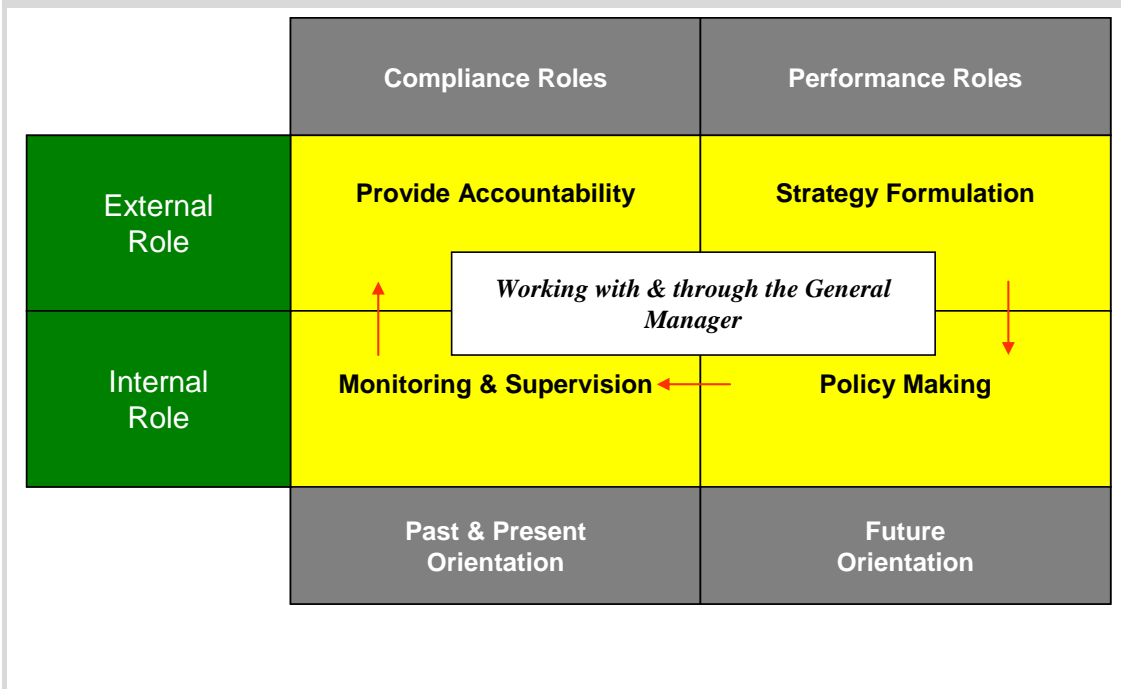 Compliance Roles
Performance Roles
External
Role
Provide Accountability
Strategy Formulation
Working with & through the General
Manager
Internal
Role
Monitoring & Supervision
Policy Making
Past & Present
Orientation
Future
Orientation